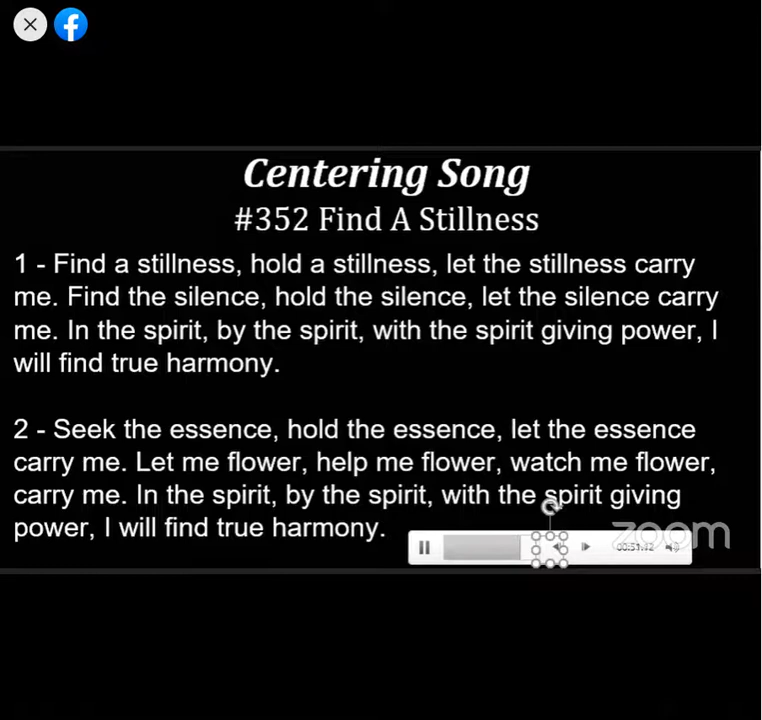 Centering Song
#352 Find A Stillness
1 - Find a stillness, hold a stillness, let the stillness carry
me. Find the silence, hold the silence, let the silence carry
me. In the spirit, by the spirit, with the spirit giving power, I
will find true harmony.
2 - Seek the essence, hold the essence, let the essence
carry me. Let me flower, help me flower, watch me flower,
carry me. In the spirit, by the spirit, with the spirit giving
power, I will find true harmony.
zoom